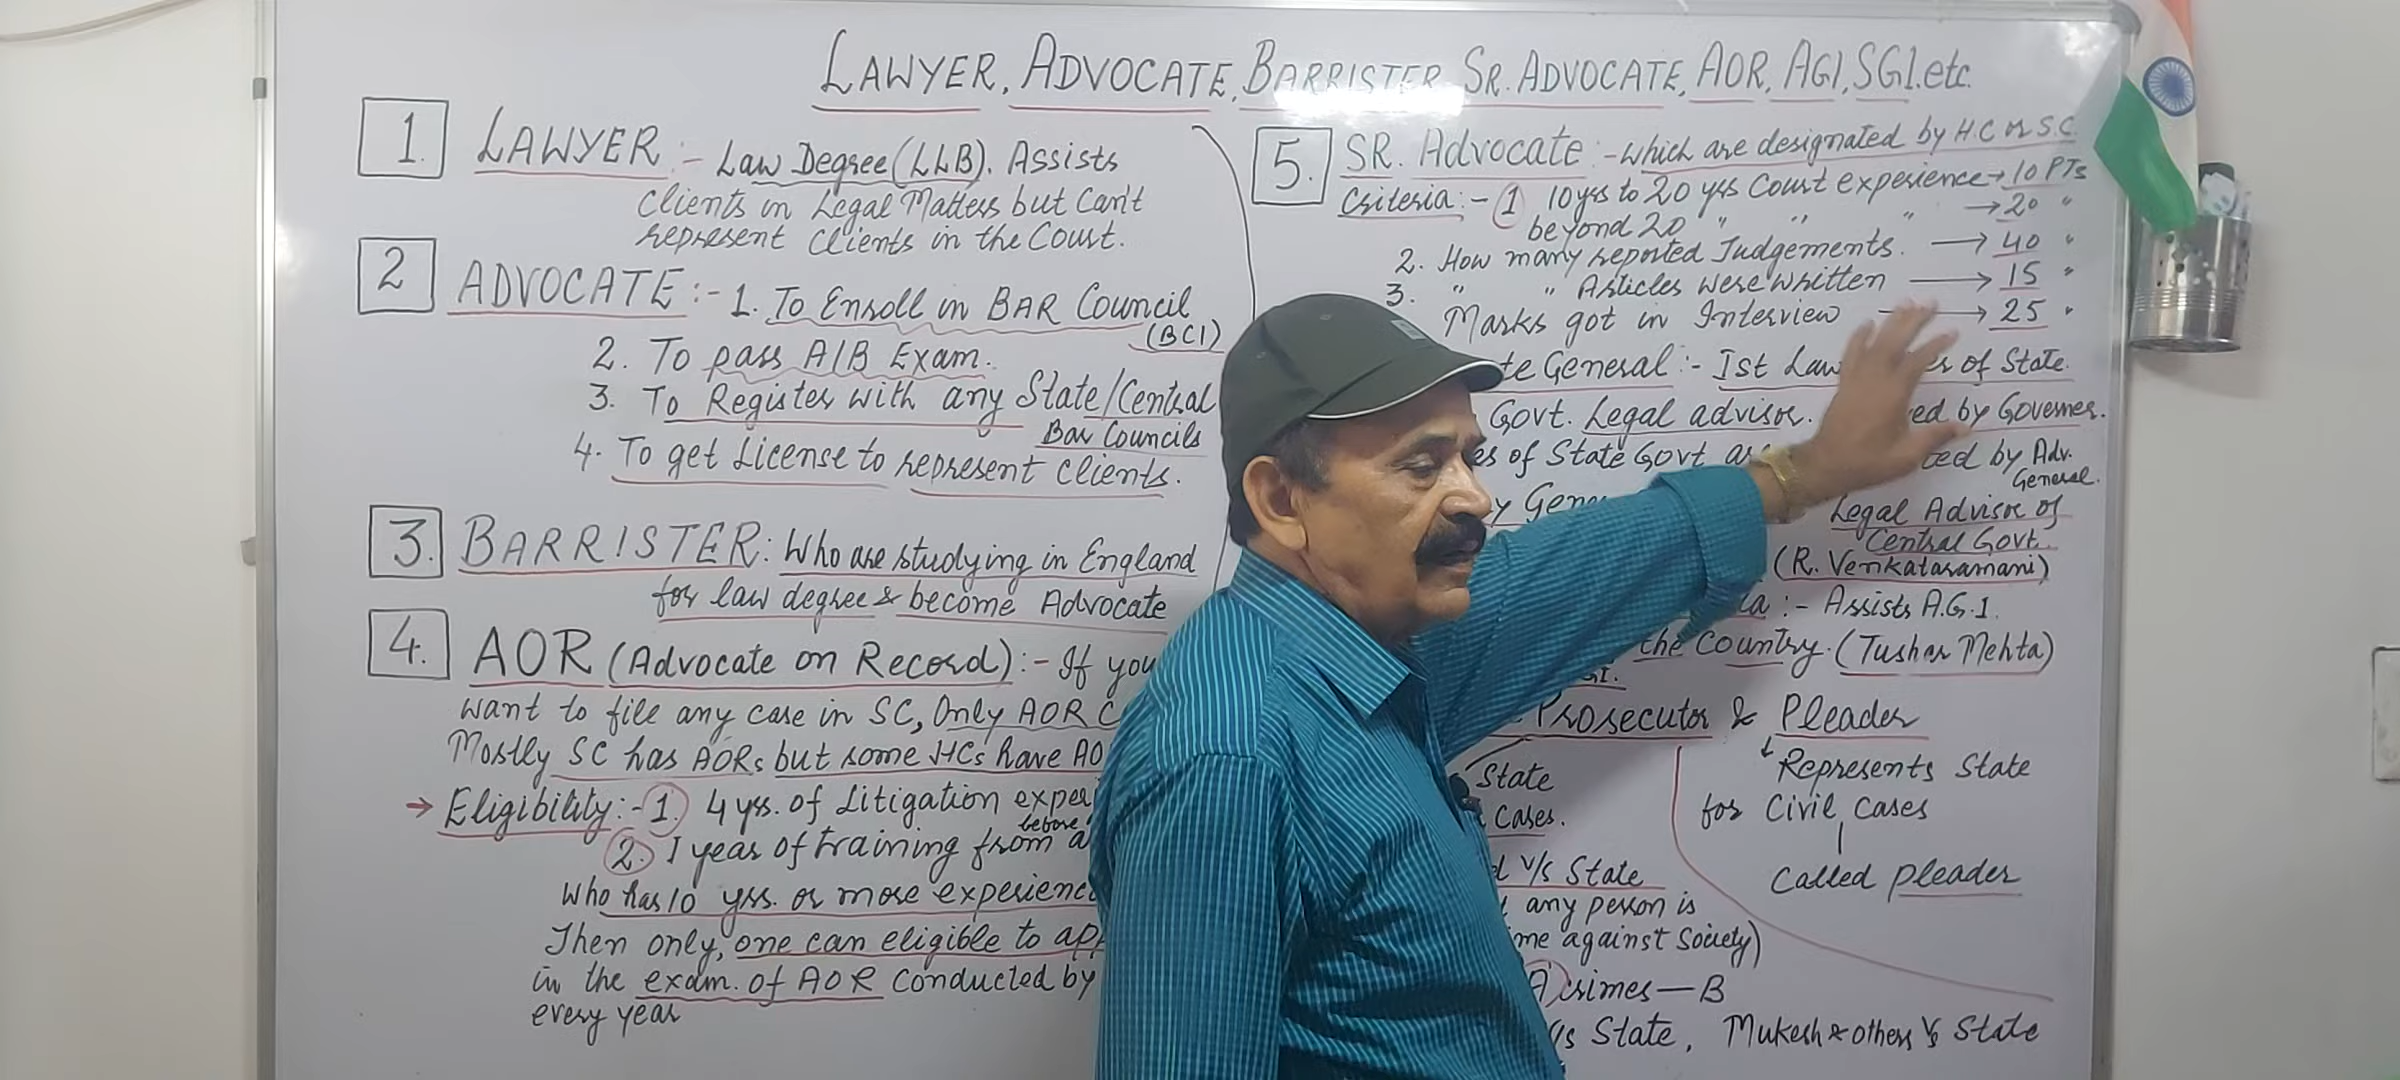 LAWYER, ADVOCATE, BARRISTER, SR. ADVOCATE, AOR, AGI, SGI. etc.
1. LAWYER :- Law Degree (LLB). Assists
Clients in Legal Matters but Can't
represent clients in the Court.
2 ADVOCATE :- 1. To Enroll in BAR Council
(BCI)
2. To pass AIB Exam.
3. To Register with any State/Central
Bar Councils
4. To get License to represent clients.
3. BARRISTER: Who are studying in England
for law degree & become Advocate
4. AOR (Advocate on Record) :- If you
want to file any case in SC, Only AOR C
Mostly SC has AORs but some HCs have AO
→ Eligibility :- 1. 4 yrs. of Litigation exper
before
2. 1 year of training from a
who has 10 yrs. or more experienc
Then only, one can eligible to app
in the exam. of AOR conducted by
every year
5. SR. Advocate :- which are designated by H.C or S.C.
Criteria :- 1 10 yrs to 20 yrs Court experience → 10 PTs
beyond 20 " " " → 20 "
2. How many reported Judgements. → 40 "
3. " " Articles were written → 15 "
Marks got in Interview → 25 "
te General :- Ist Law of State.
Govt. Legal advisor. ed by Governer.
es of State Govt. ed by Adv.
General.
y Gen Legal Advisor of
Central Govt.
(R. Venkataramani)
ia :- Assists A.G.I.
the Country. (Tushar Mehta)
GI.
Prosecutor & Pleader
State
Cases.
↓ Represents State
for Civil cases
Called pleader
d V/s State
any person is
me against Society)
A) crimes — B
V/s State, Mukesh & others V/s State